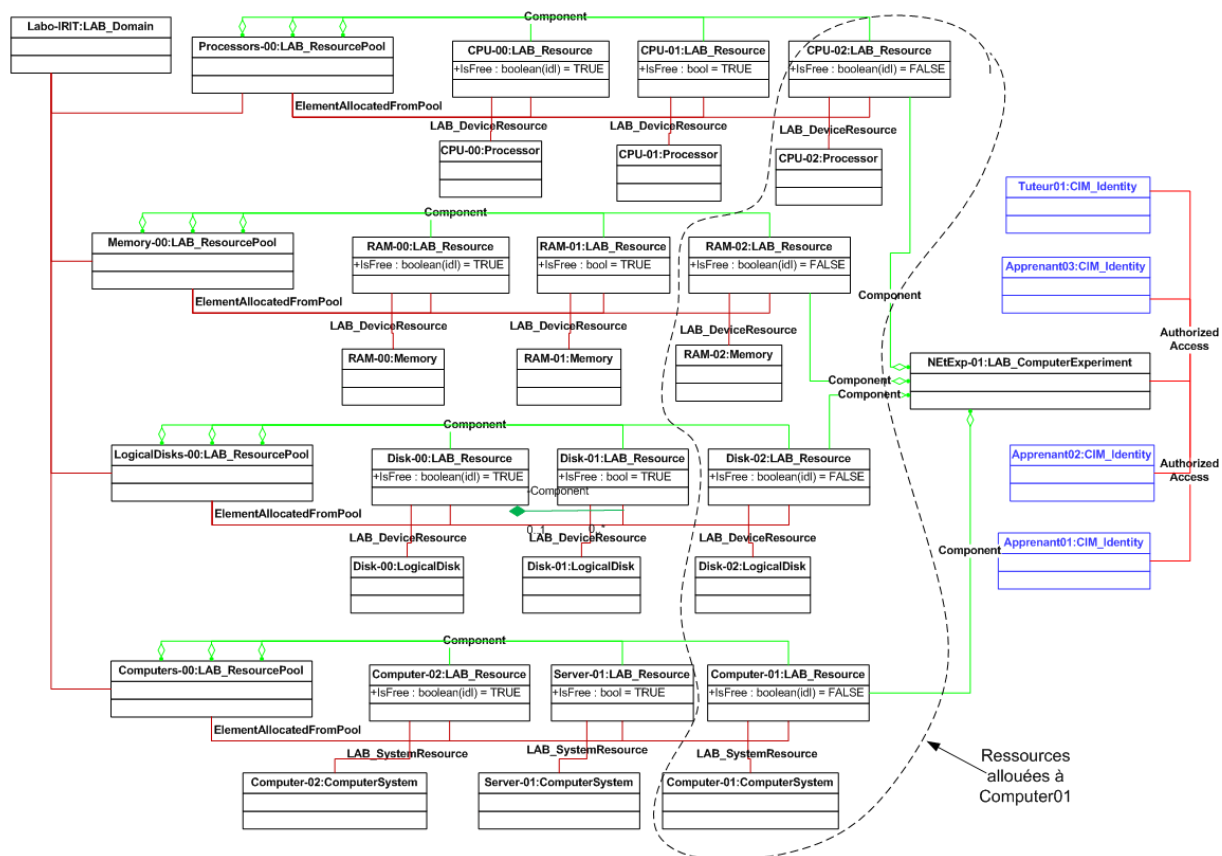 Component
Labo-IRIT:LAB_Domain
Processors-00:LAB_ResourcePool
CPU-00:LAB_Resource
+IsFree : boolean(idl) = TRUE
CPU-01:LAB_Resource
+IsFree : bool = TRUE
CPU-02:LAB_Resource
+IsFree : boolean(idl) = FALSE
ElementAllocatedFromPool
LAB_DeviceResource
LAB_DeviceResource
LAB_DeviceResource
CPU-00:Processor
CPU-01:Processor
CPU-02:Processor
Tuteur01:CIM_Identity
Component
Memory-00:LAB_ResourcePool
RAM-00:LAB_Resource
+IsFree : boolean(idl) = TRUE
RAM-01:LAB_Resource
+IsFree : bool = TRUE
RAM-02:LAB_Resource
+IsFree : boolean(idl) = FALSE
Apprenant03:CIM_Identity
ElementAllocatedFromPool
Component
LAB_DeviceResource
LAB_DeviceResource
LAB_DeviceResource
Authorized
Access
RAM-00:Memory
RAM-01:Memory
RAM-02:Memory
NEtExp-01:LAB_ComputerExperiment
Component
Component
Component
LogicalDisks-00:LAB_ResourcePool
Disk-00:LAB_Resource
+IsFree : boolean(idl) = TRUE
Disk-01:LAB_Resource
+IsFree : bool = TRUE
Disk-02:LAB_Resource
+IsFree : boolean(idl) = FALSE
Apprenant02:CIM_Identity
Authorized
Access
-Component
0..1
0..*
ElementAllocatedFromPool
LAB_DeviceResource
LAB_DeviceResource
LAB_DeviceResource
Apprenant01:CIM_Identity
Component
Disk-00:LogicalDisk
Disk-01:LogicalDisk
Disk-02:LogicalDisk
Component
Computers-00:LAB_ResourcePool
Computer-02:LAB_Resource
+IsFree : boolean(idl) = TRUE
Server-01:LAB_Resource
+IsFree : bool = TRUE
Computer-01:LAB_Resource
+IsFree : boolean(idl) = FALSE
ElementAllocatedFromPool
LAB_SystemResource
LAB_SystemResource
LAB_SystemResource
Computer-02:ComputerSystem
Server-01:ComputerSystem
Computer-01:ComputerSystem
Ressources
allouées à
Computer01